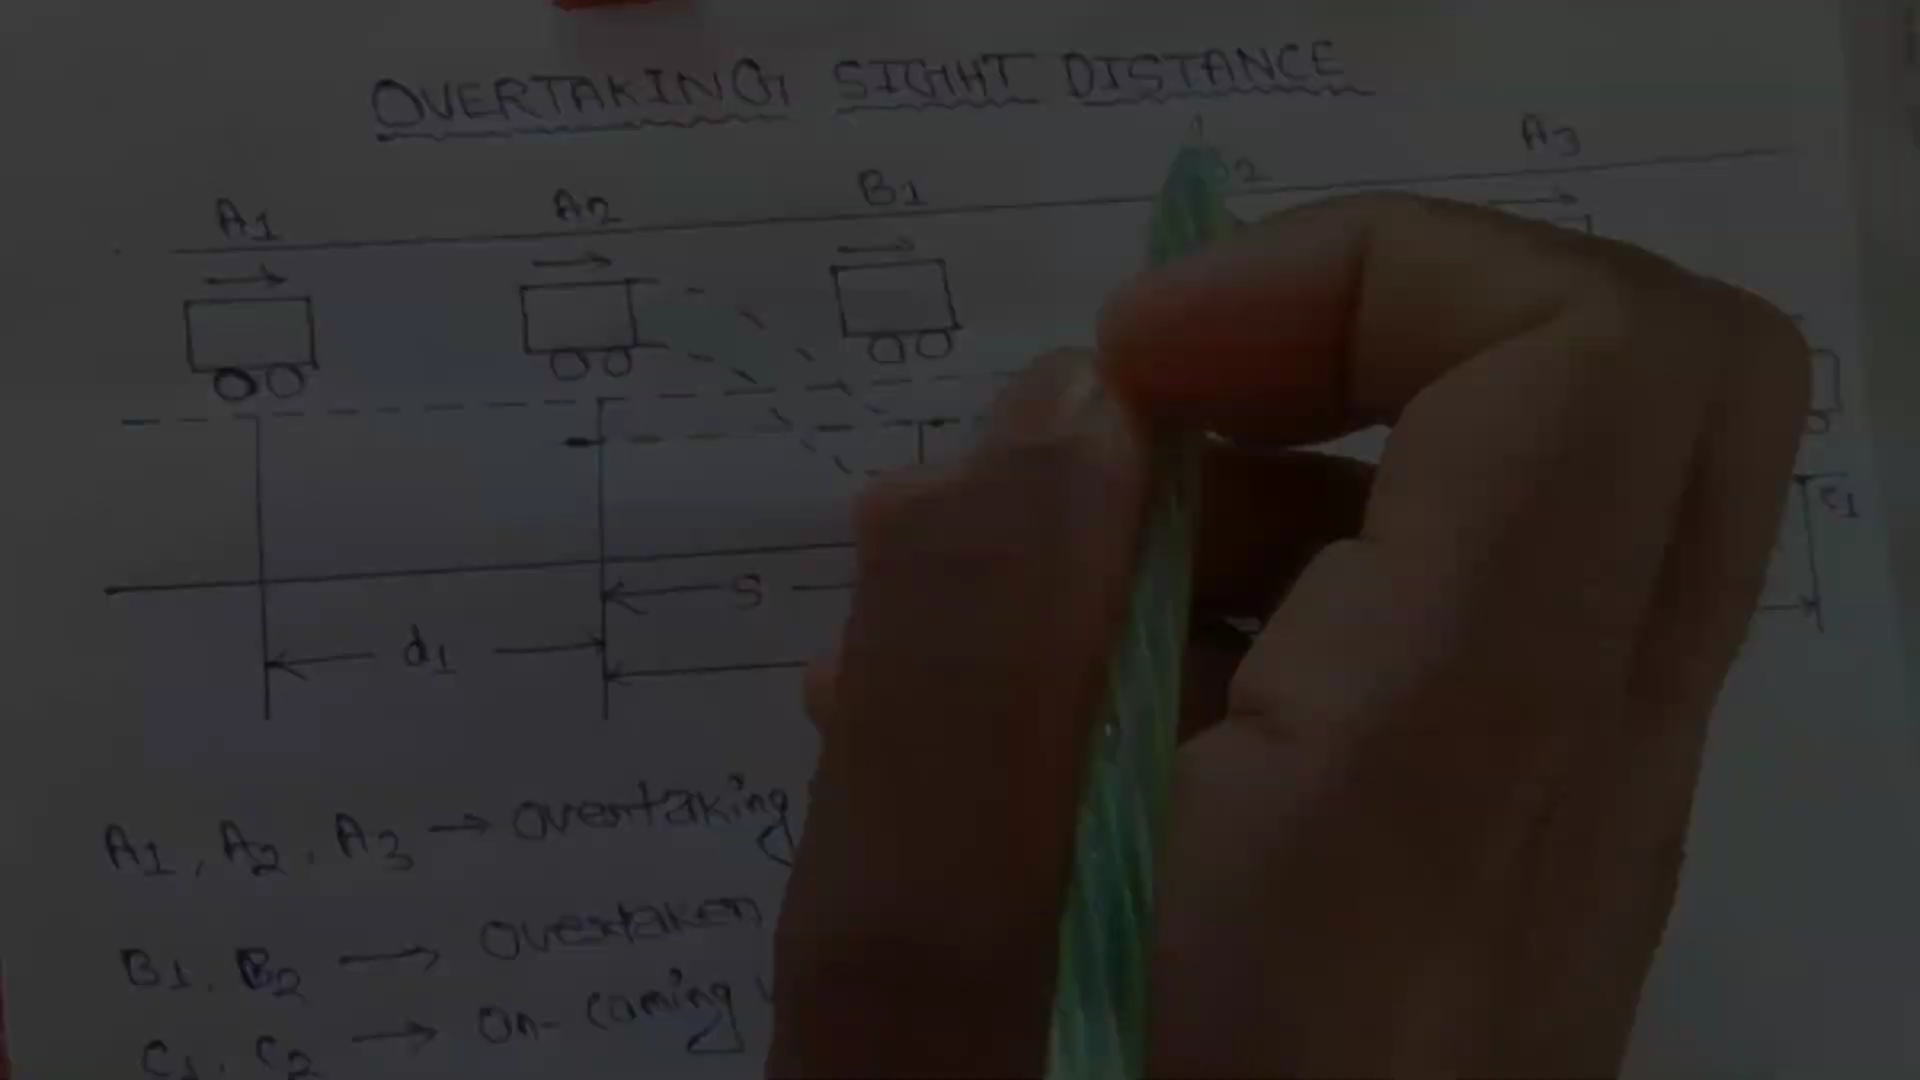 OVERTAKING SIGHT DISTANCE
A1 A2 B1 A3
C1
S
d1
A1, A2, A3 → overtaking
B1, B2 → overtaken
C1, C2 → on-coming